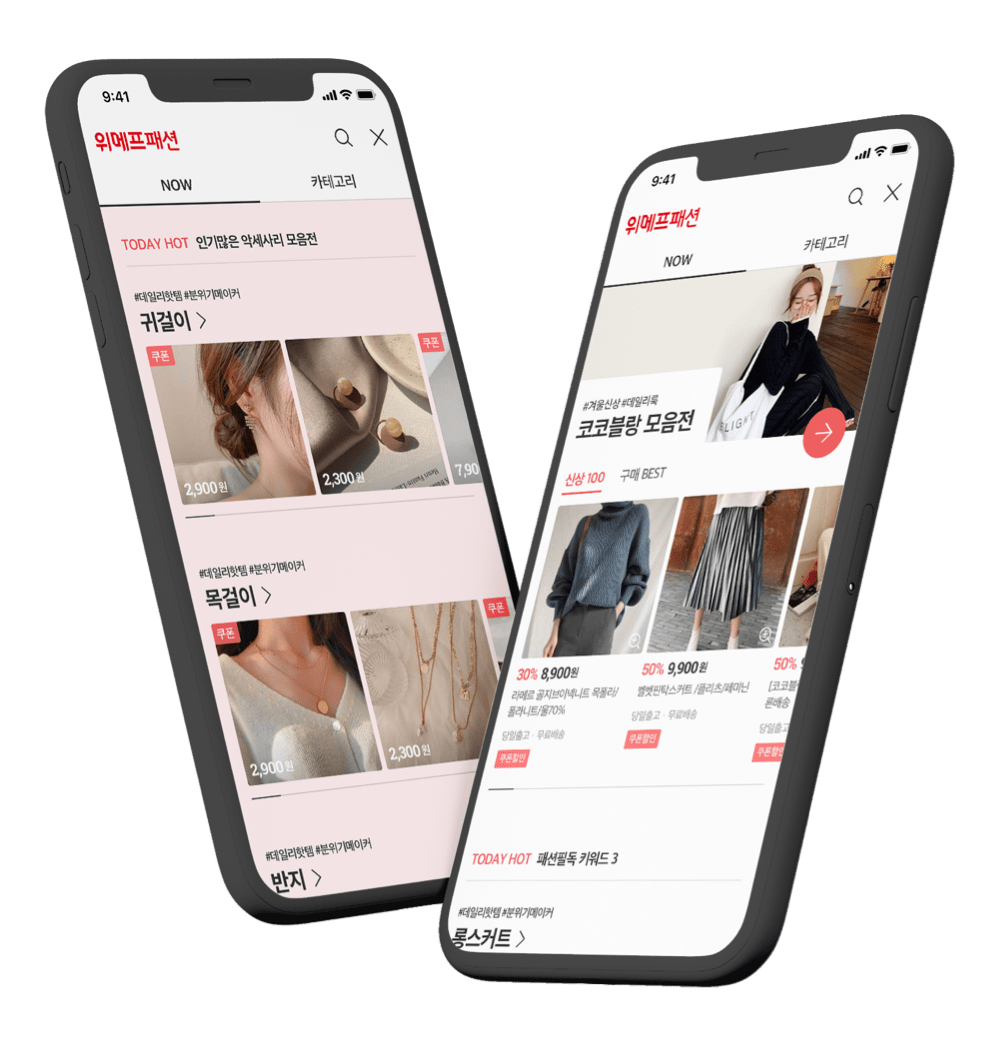 9:41
위메프패션
NOW
카테고리
TODAY HOT 인기많은 악세사리 모음전
#데일리핫템 #분위기메이커
귀걸이
쿠폰
쿠폰
2,900원
2,300원
7,90
#데일리핫템 #분위기메이커
목걸이
쿠폰
쿠폰
2,900원
2,300원
#데일리핫템 #분위기메이커
반지
9:41
위메프패션
NOW
카테고리
LIGHT
#겨울신상 #데일리룩
코코블랑 모음전
신상 100
구매 BEST
30% 8,900원
라메르 골지브이넥니트 목폴라/
폴라니트/울70%
당일출고 · 무료배송
쿠폰할인
50% 9,900원
벨벳핀턱스커트 /플리츠/페미닌
당일출고 · 무료배송
쿠폰할인
50%
[코코블
른배송
당일출고
쿠폰할인
TODAY HOT 패션필독 키워드 3
#데일리핫템 #분위기메이커
롱스커트